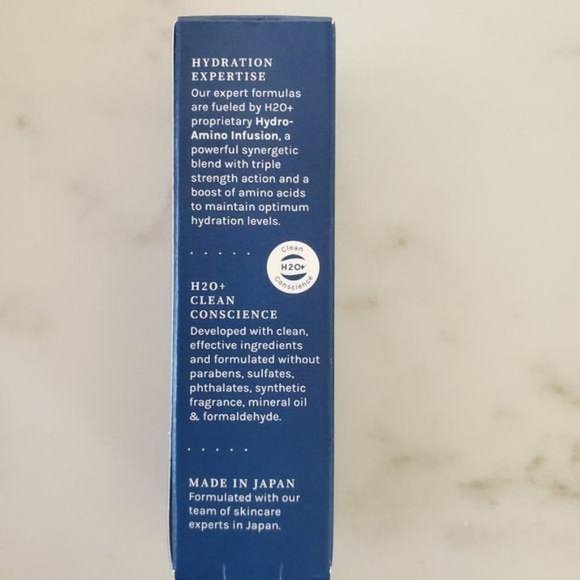 HYDRATION
EXPERTISE
Our expert formulas
are fueled by H2O+
proprietary Hydro-
Amino Infusion, a
powerful synergetic
blend with triple
strength action and a
boost of amino acids
to maintain optimum
hydration levels.
Clean
H2O+
Conscience
H2O+
CLEAN
CONSCIENCE
Developed with clean,
effective ingredients
and formulated without
parabens, sulfates,
phthalates, synthetic
fragrance, mineral oil
& formaldehyde.
MADE IN JAPAN
Formulated with our
team of skincare
experts in Japan.